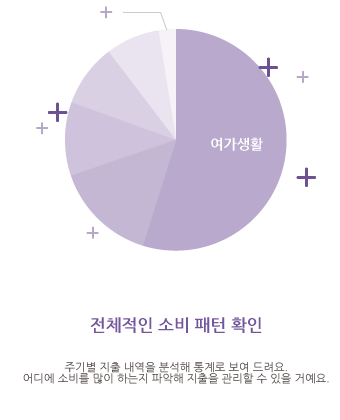 여가생활
전체적인 소비 패턴 확인
주기별 지출 내역을 분석해 통계로 보여 드려요.
어디에 소비를 많이 하는지 파악해 지출을 관리할 수 있을 거예요.